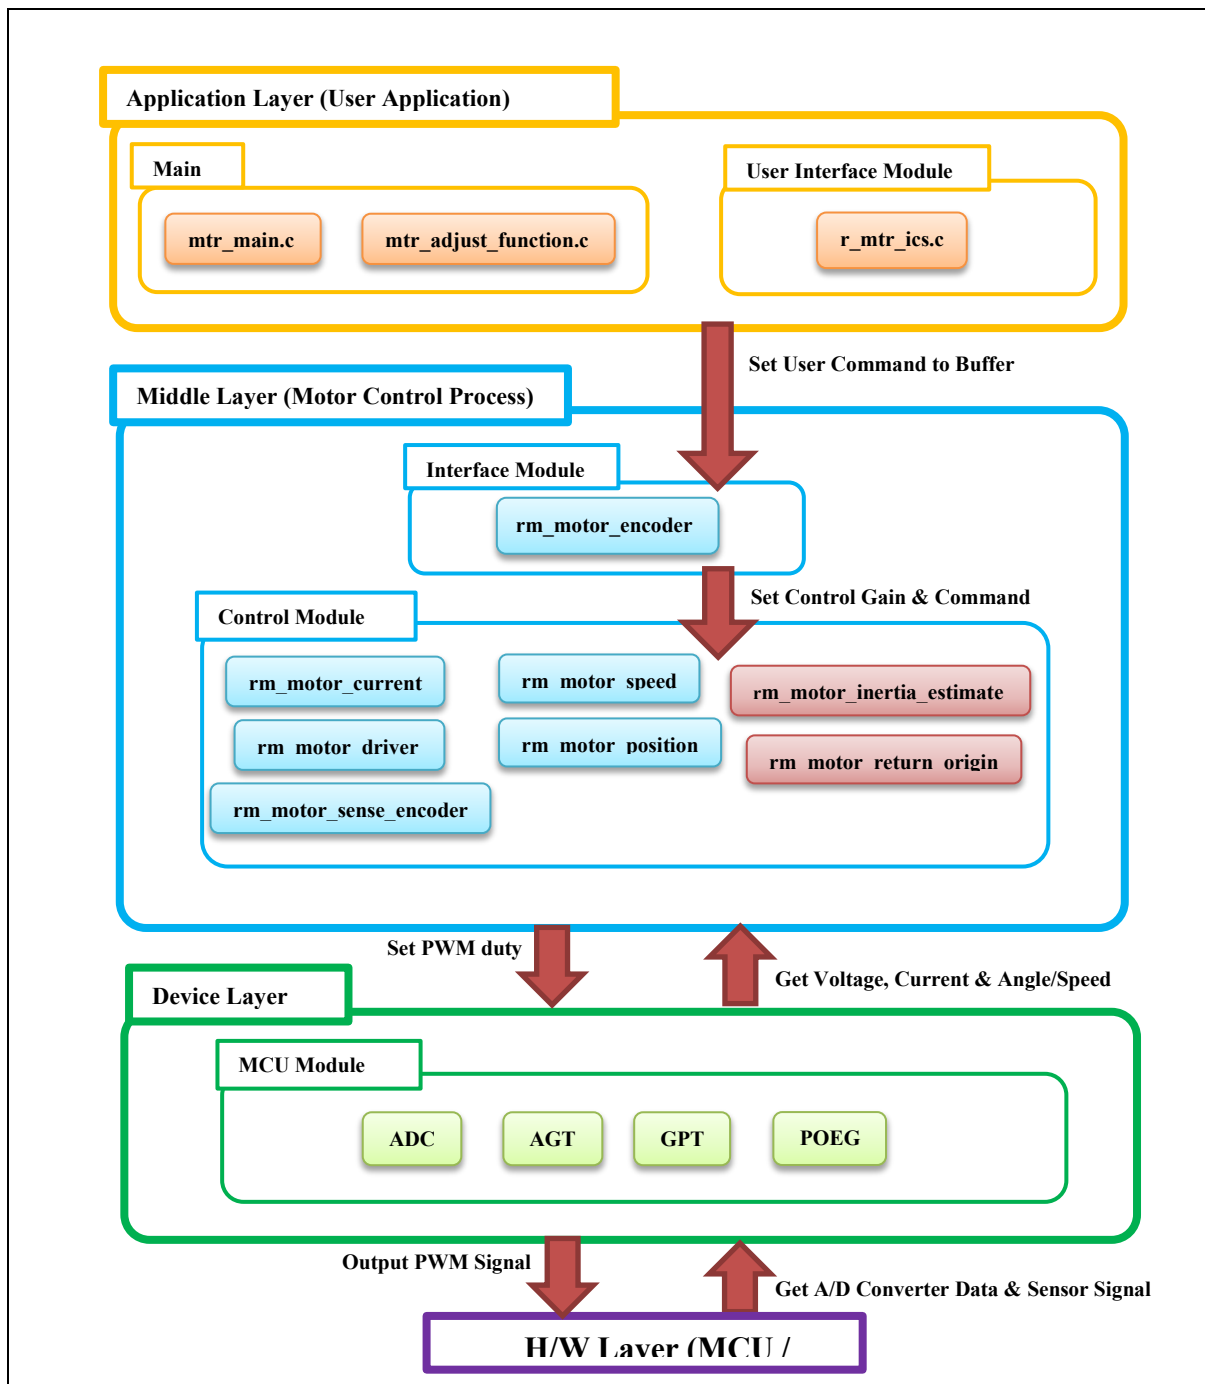 Application Layer (User Application)
Main
User Interface Module
mtr_main.c
mtr_adjust_function.c
r_mtr_ics.c
Set User Command to Buffer
Middle Layer (Motor Control Process)
Interface Module
rm_motor_encoder
Set Control Gain & Command
Control Module
rm_motor_current
rm_motor_speed
rm_motor_inertia_estimate
rm_motor_driver
rm_motor_position
rm_motor_return_origin
rm_motor_sense_encoder
Set PWM duty
Get Voltage, Current & Angle/Speed
Device Layer
MCU Module
ADC
AGT
GPT
POEG
Output PWM Signal
Get A/D Converter Data & Sensor Signal
H/W Layer (MCU /